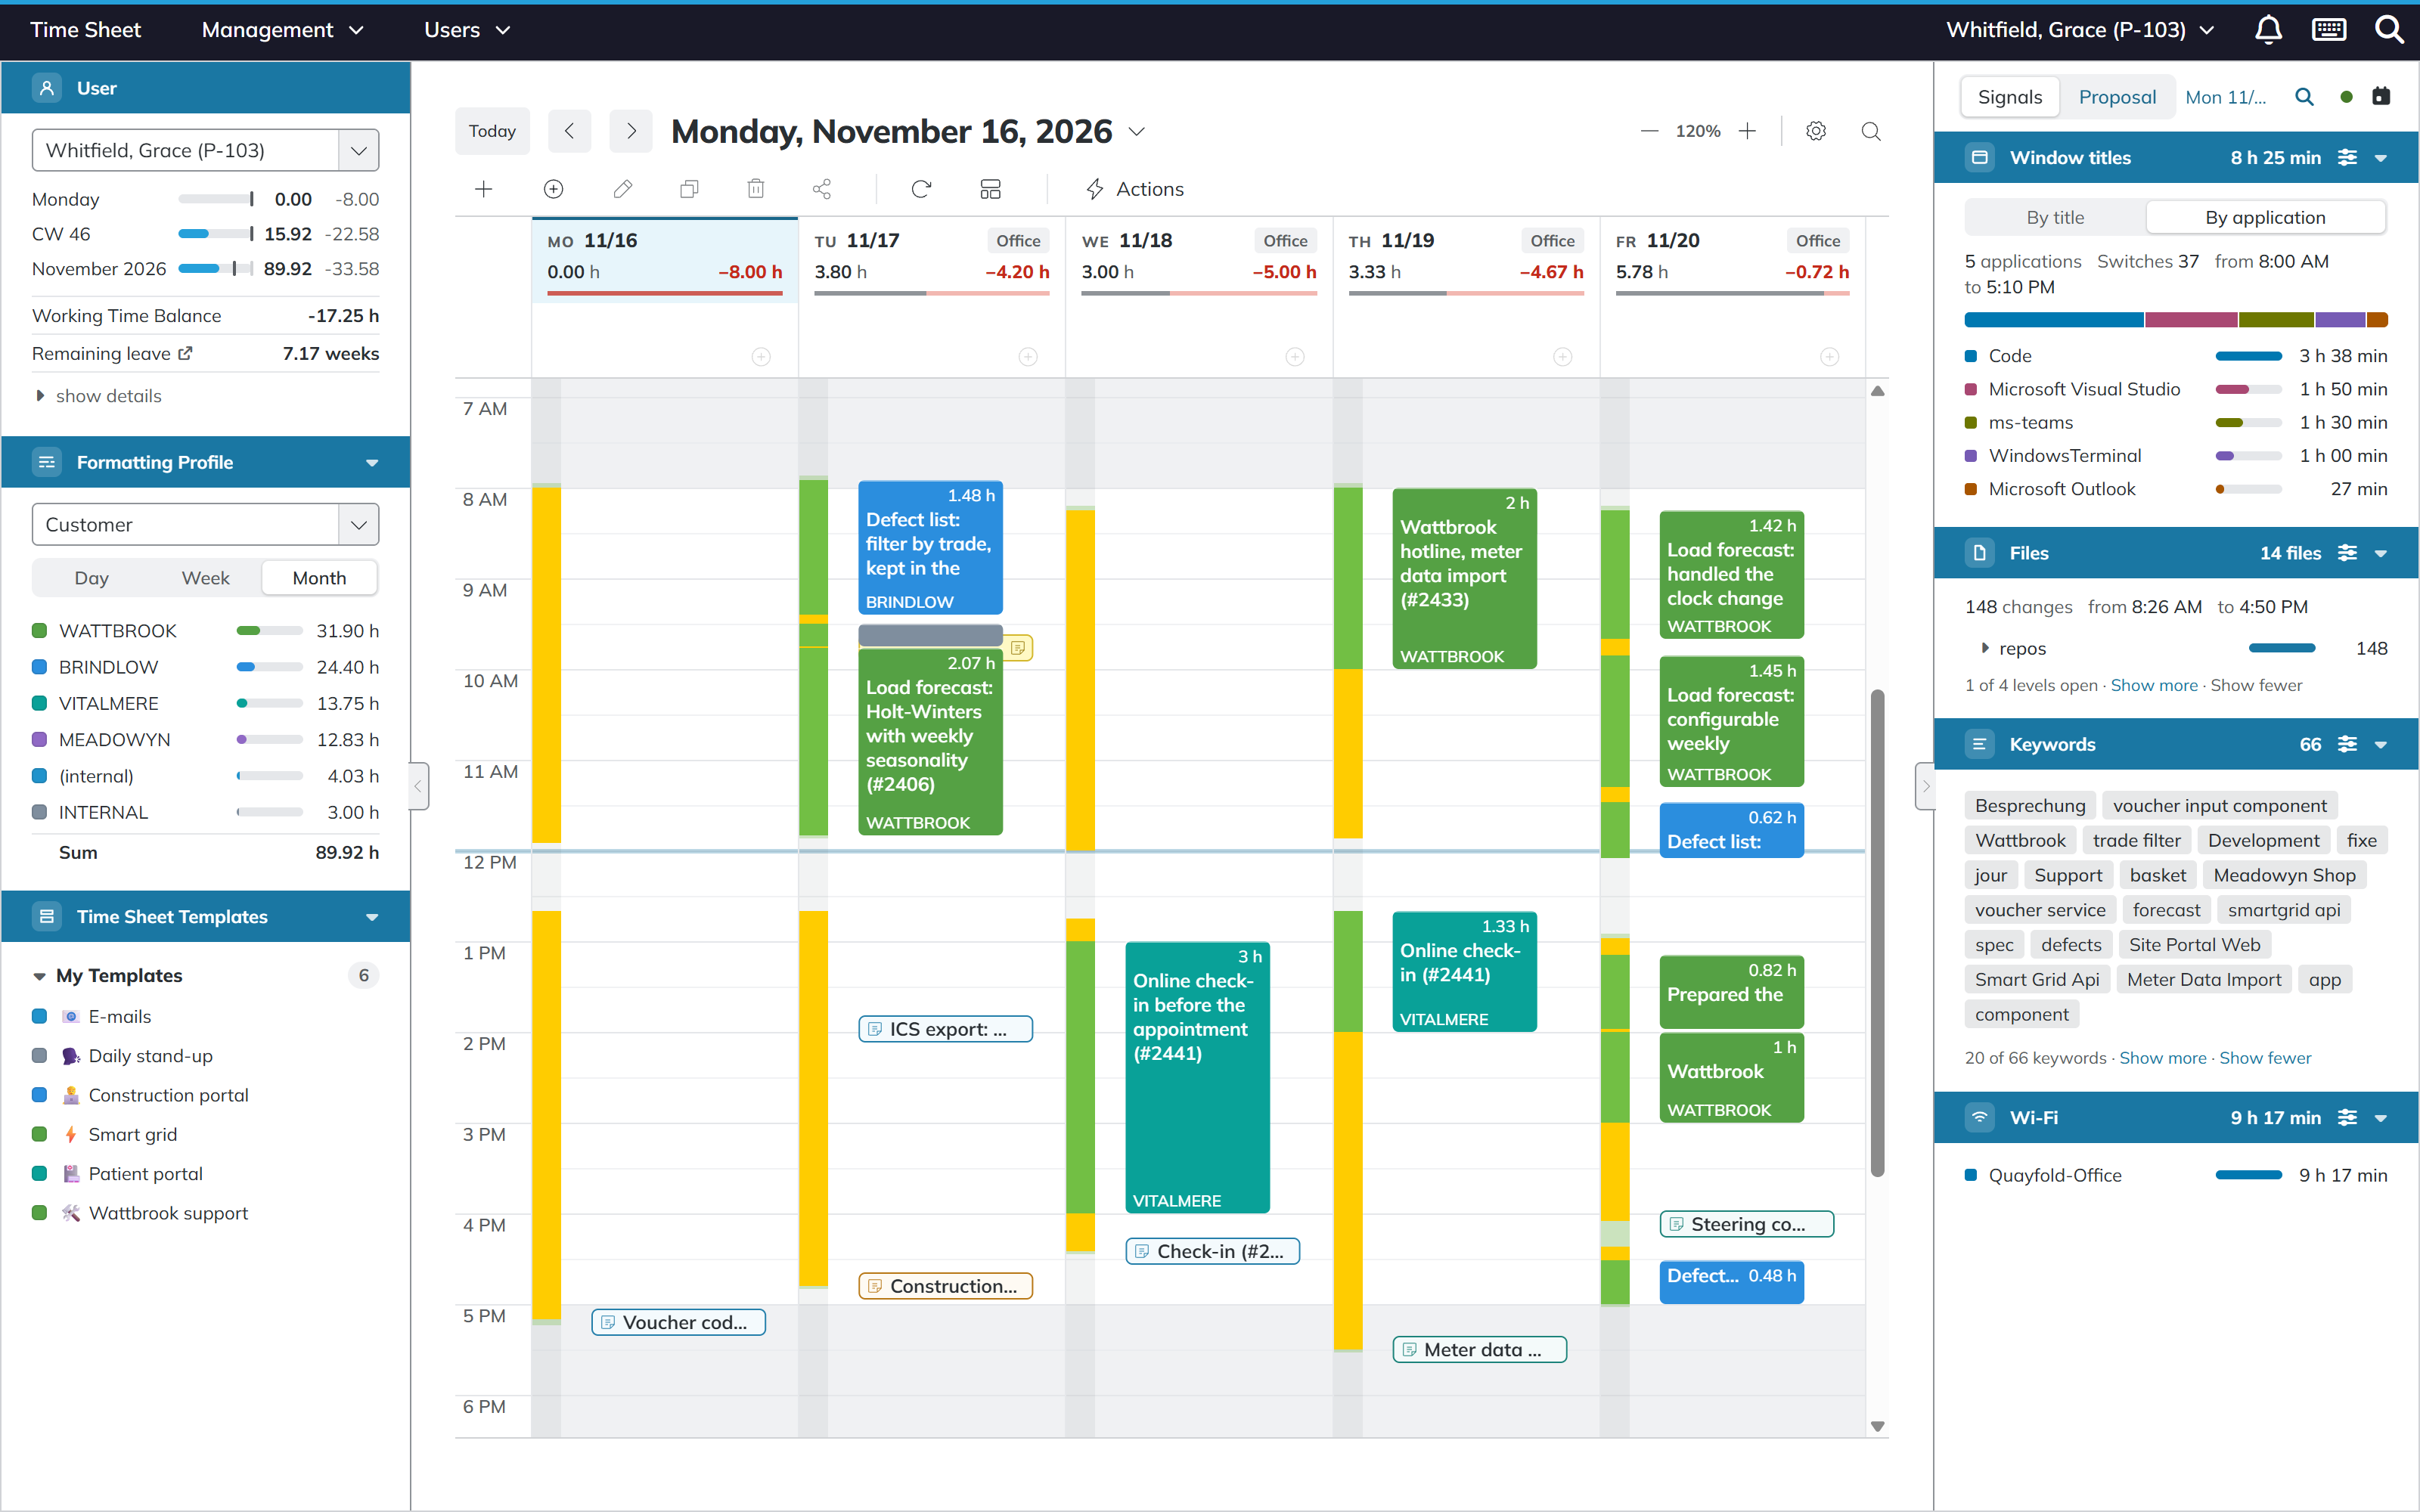 Time Sheet
Management
Users
Whitfield, Grace (P-103)
User
Whitfield, Grace (P-103)
Monday 0.00 -8.00
CW 46 15.92 -22.58
November 2026 89.92 -33.58
Working Time Balance -17.25 h
Remaining leave 7.17 weeks
show details
Formatting Profile
Customer
Day Week Month
WATTBROOK 31.90 h
BRINDLOW 24.40 h
VITALMERE 13.75 h
MEADOWYN 12.83 h
(internal) 4.03 h
INTERNAL 3.00 h
Sum 89.92 h
Time Sheet Templates
My Templates 6
E-mails
Daily stand-up
Construction portal
Smart grid
Patient portal
Wattbrook support
Today
Monday, November 16, 2026
120%
Actions
MO 11/16
0.00 h -8.00 h
TU 11/17 Office
3.80 h -4.20 h
WE 11/18 Office
3.00 h -5.00 h
TH 11/19 Office
3.33 h -4.67 h
FR 11/20 Office
5.78 h -0.72 h
7 AM
8 AM
9 AM
10 AM
11 AM
12 PM
1 PM
2 PM
3 PM
4 PM
5 PM
6 PM
Voucher cod...
1.48 h
Defect list:
filter by trade,
kept in the
BRINDLOW
2.07 h
Load forecast:
Holt-Winters
with weekly
seasonality
(#2406)
WATTBROOK
ICS export: ...
Construction...
3 h
Online check-
in before the
appointment
(#2441)
VITALMERE
Check-in (#2...
2 h
Wattbrook
hotline, meter
data import
(#2433)
WATTBROOK
1.33 h
Online check-
in (#2441)
VITALMERE
Meter data ...
1.42 h
Load forecast:
handled the
clock change
WATTBROOK
1.45 h
Load forecast:
configurable
weekly
WATTBROOK
0.62 h
Defect list:
0.82 h
Prepared the
1 h
Wattbrook
WATTBROOK
Steering co...
Defect... 0.48 h
Signals Proposal Mon 11/...
Window titles 8 h 25 min
By title By application
5 applications Switches 37 from 8:00 AM
to 5:10 PM
Code 3 h 38 min
Microsoft Visual Studio 1 h 50 min
ms-teams 1 h 30 min
WindowsTerminal 1 h 00 min
Microsoft Outlook 27 min
Files 14 files
148 changes from 8:26 AM to 4:50 PM
repos 148
1 of 4 levels open · Show more · Show fewer
Keywords 66
Besprechung voucher input component
Wattbrook trade filter Development fixe
jour Support basket Meadowyn Shop
voucher service forecast smartgrid api
spec defects Site Portal Web
Smart Grid Api Meter Data Import app
component
20 of 66 keywords · Show more · Show fewer
Wi-Fi 9 h 17 min
Quayfold-Office 9 h 17 min